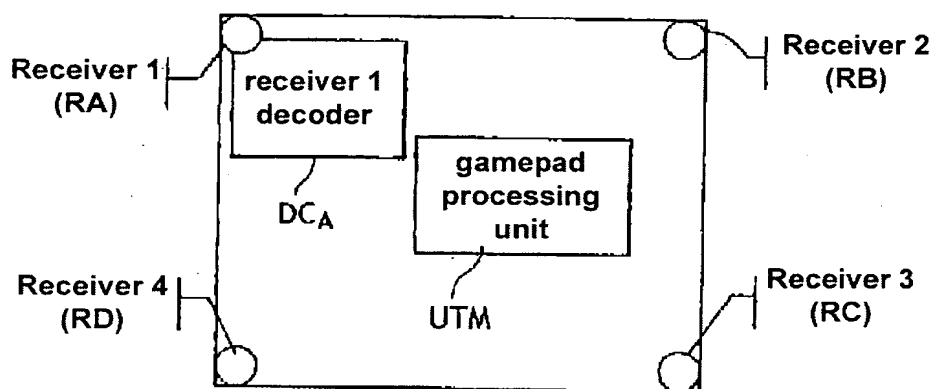 Receiver 1
(RA)
receiver 1
decoder
DCA
gamepad
processing
unit
UTM
Receiver 2
(RB)
Receiver 4
(RD)
Receiver 3
(RC)